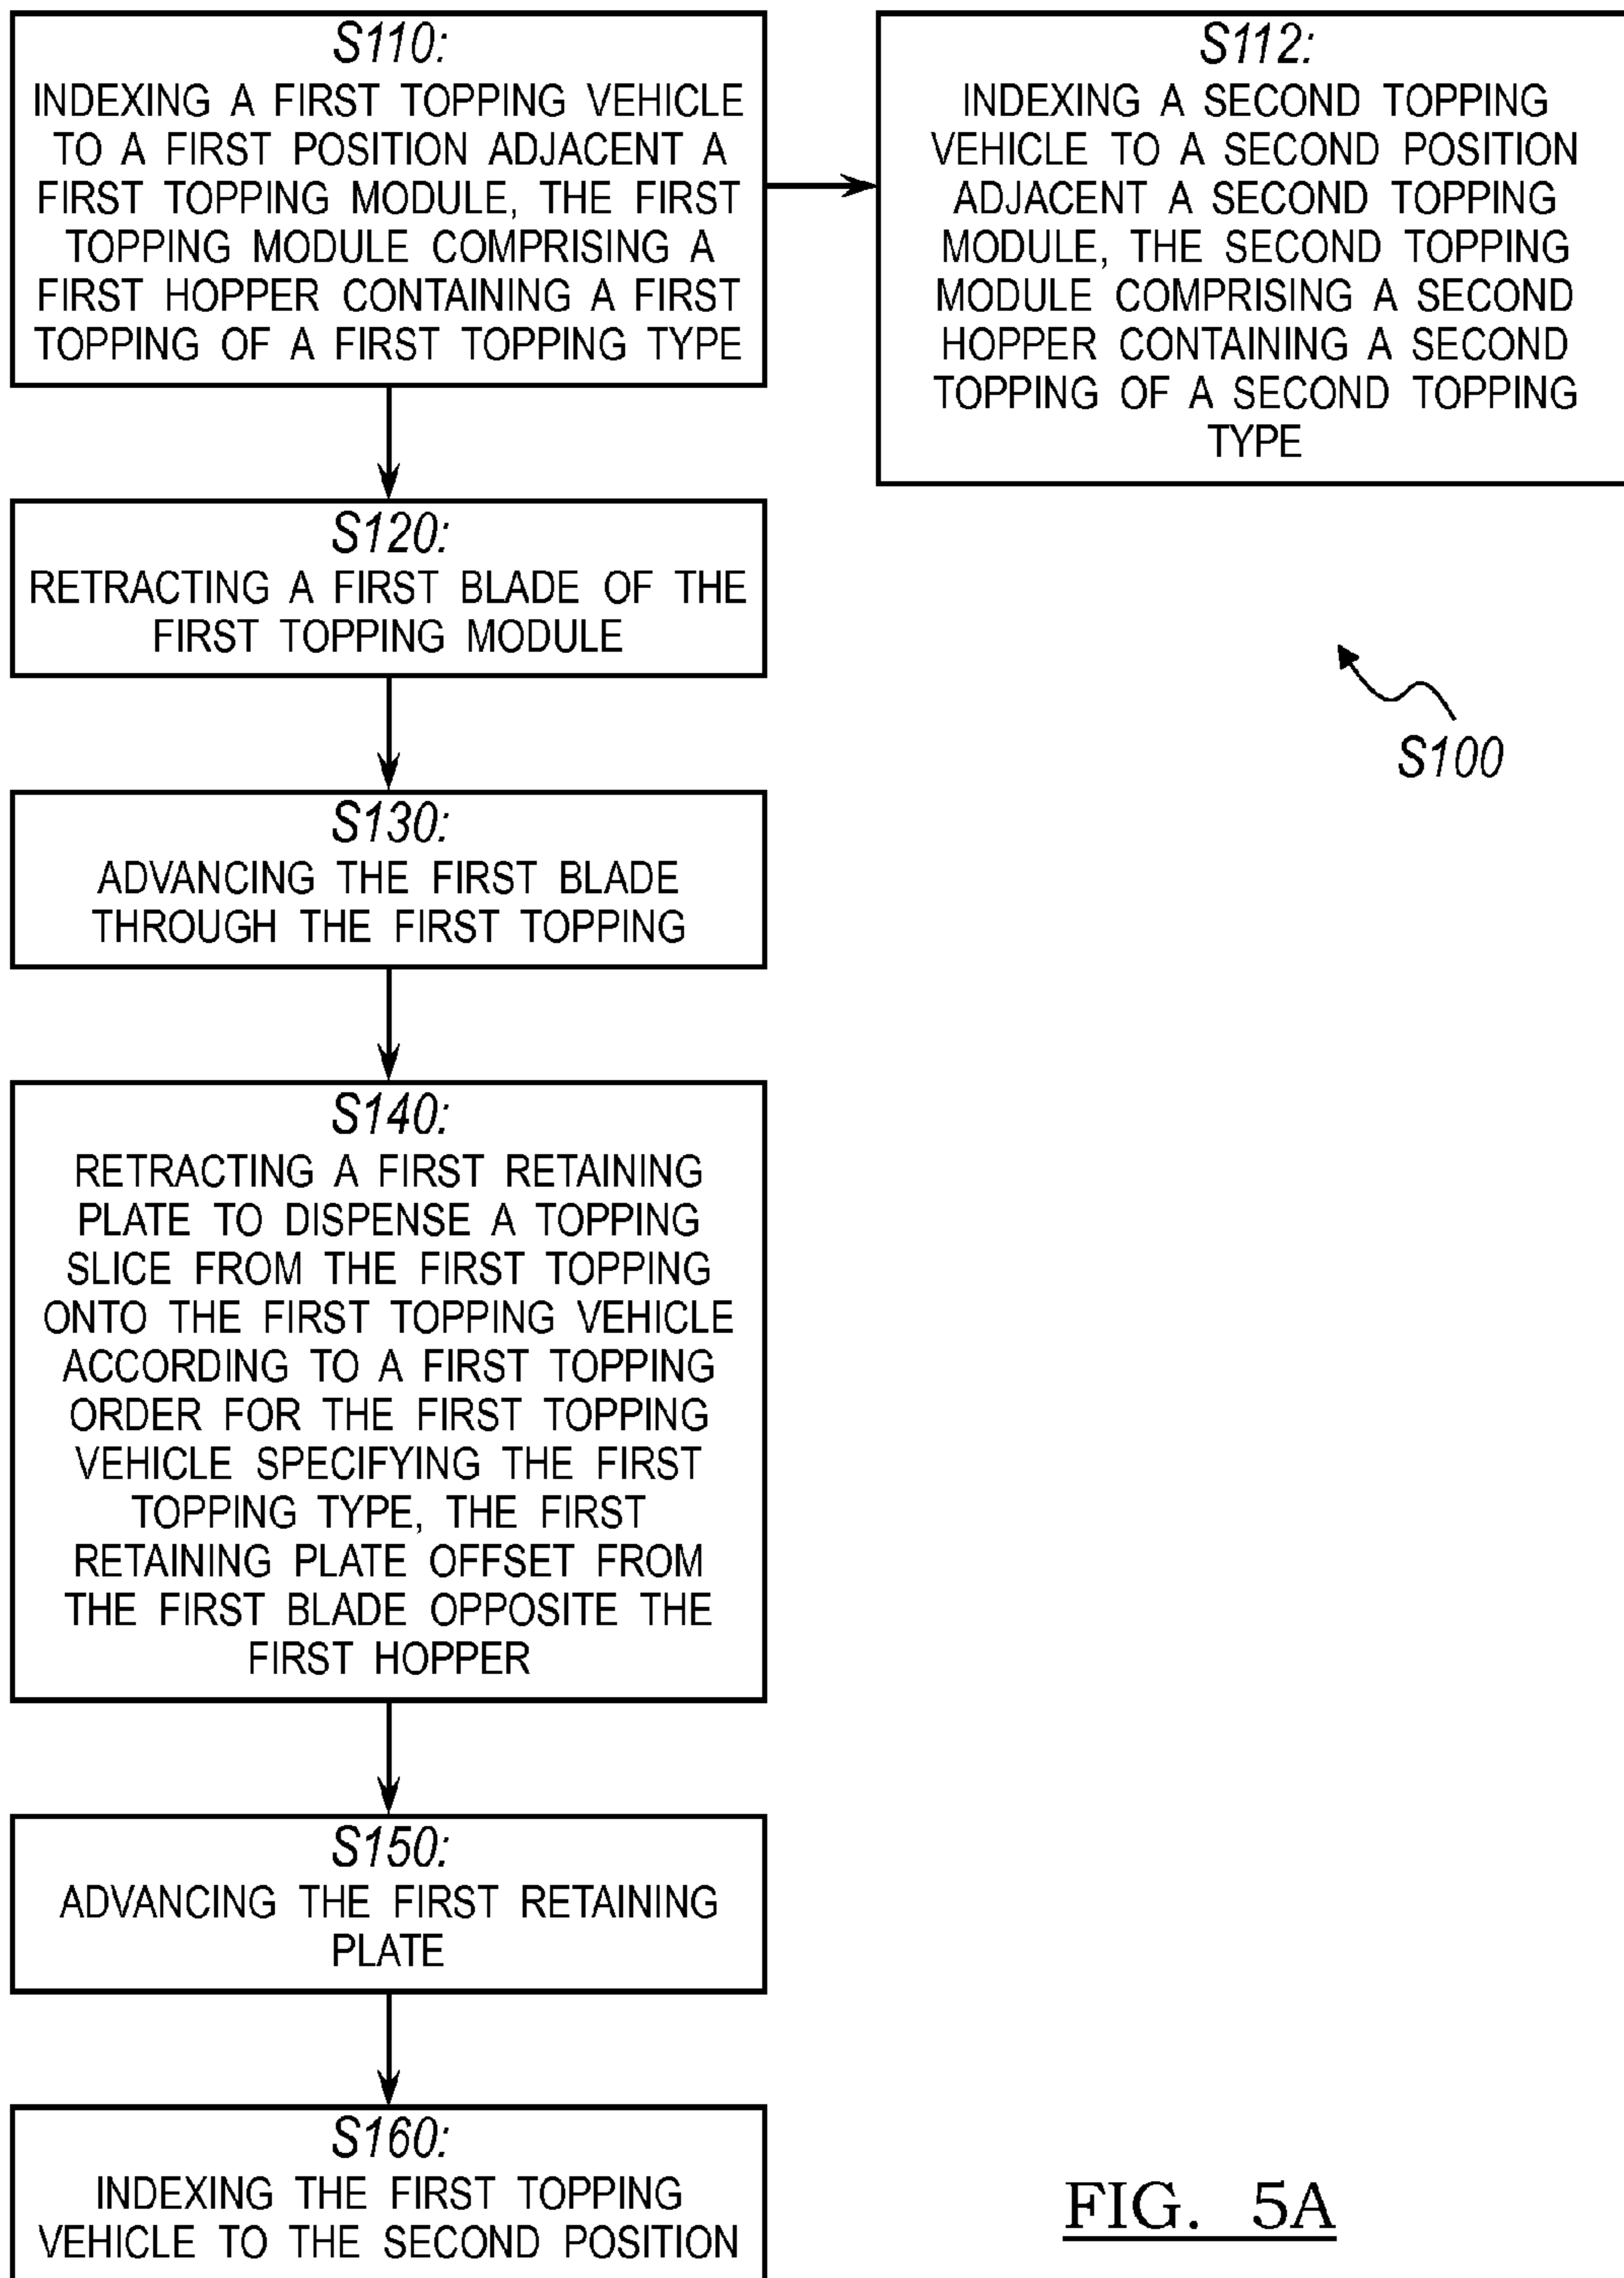 S110:
INDEXING A FIRST TOPPING VEHICLE
TO A FIRST POSITION ADJACENT A
FIRST TOPPING MODULE, THE FIRST
TOPPING MODULE COMPRISING A
FIRST HOPPER CONTAINING A FIRST
TOPPING OF A FIRST TOPPING TYPE
S112:
INDEXING A SECOND TOPPING
VEHICLE TO A SECOND POSITION
ADJACENT A SECOND TOPPING
MODULE, THE SECOND TOPPING
MODULE COMPRISING A SECOND
HOPPER CONTAINING A SECOND
TOPPING OF A SECOND TOPPING
TYPE
S120:
RETRACTING A FIRST BLADE OF THE
FIRST TOPPING MODULE
S100
S130:
ADVANCING THE FIRST BLADE
THROUGH THE FIRST TOPPING
S140:
RETRACTING A FIRST RETAINING
PLATE TO DISPENSE A TOPPING
SLICE FROM THE FIRST TOPPING
ONTO THE FIRST TOPPING VEHICLE
ACCORDING TO A FIRST TOPPING
ORDER FOR THE FIRST TOPPING
VEHICLE SPECIFYING THE FIRST
TOPPING TYPE, THE FIRST
RETAINING PLATE OFFSET FROM
THE FIRST BLADE OPPOSITE THE
FIRST HOPPER
S150:
ADVANCING THE FIRST RETAINING
PLATE
S160:
INDEXING THE FIRST TOPPING
VEHICLE TO THE SECOND POSITION
FIG. 5A